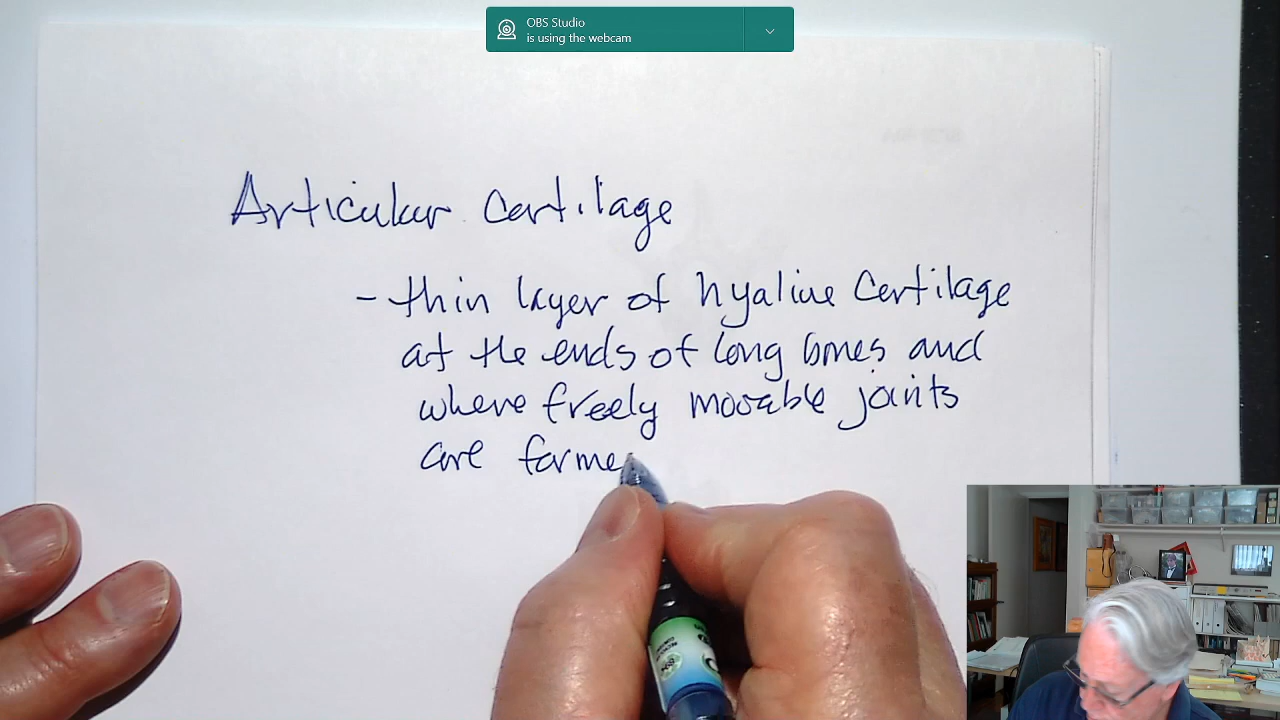 OBS Studio
is using the webcam
Articular Cartilage
- thin layer of hyaline Cartilage
at the ends of long bones and
where freely movable joints
are forme